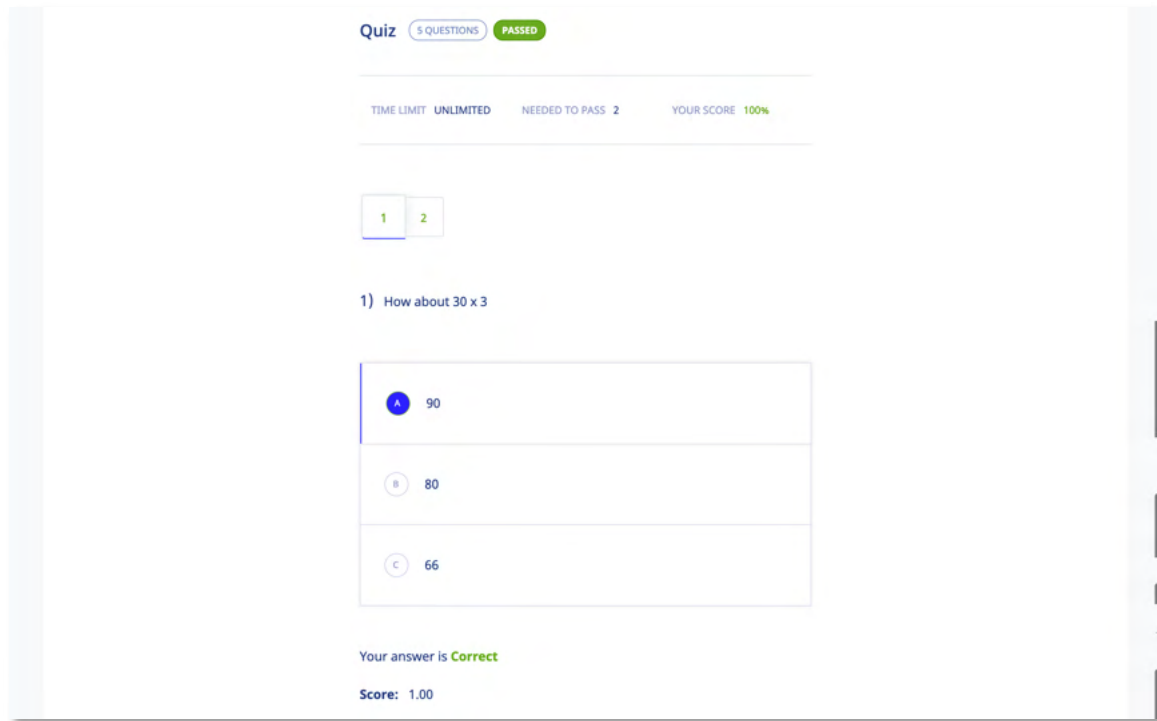 Quiz 5 QUESTIONS PASSED
TIME LIMIT UNLIMITED NEEDED TO PASS 2 YOUR SCORE 100%
1 2
1) How about 30 x 3
A 90
B 80
C 66
Your answer is Correct
Score: 1.00